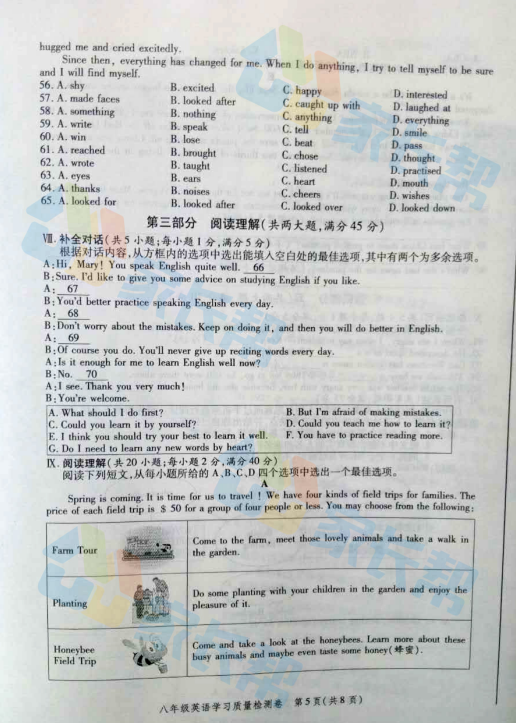 hugged me and cried excitedly.
Since then, everything has changed for me. When I do anything, I try to tell myself to be sure
and I will find myself.
56. A. shy B. excited C. happy D. interested
57. A. made faces B. looked after C. caught up with D. laughed at
58. A. something B. nothing C. anything D. everything
59. A. write B. speak C. tell D. smile
60. A. win B. lose C. beat D. pass
61. A. reached B. brought C. chose D. thought
62. A. wrote B. taught C. listened D. practised
63. A. eyes B. ears C. heart D. mouth
64. A. thanks B. noises C. cheers D. wishes
65. A. looked for B. looked after C. looked over D. looked down
第三部分 阅读理解(共两大题,满分 45 分)
Ⅷ. 补全对话(共 5 小题;每小题 1 分,满分 5 分)
根据对话内容,从方框内的选项中选出能填入空白处的最佳选项,其中有两个为多余选项。
A:Hi, Mary! You speak English quite well. 66
B:Sure. I'd like to give you some advice on studying English if you like.
A: 67
B:You'd better practice speaking English every day.
A: 68
B:Don't worry about the mistakes. Keep on doing it, and then you will do better in English.
A: 69
B:Of course you do. You'll never give up reciting words every day.
A:Is it enough for me to learn English well now?
B:No. 70
A:I see. Thank you very much!
B:You're welcome.
A. What should I do first? B. But I'm afraid of making mistakes.
C. Could you learn it by yourself? D. Could you teach me how to learn it?
E. I think you should try your best to learn it well. F. You have to practice reading more.
G. Do I need to learn any new words by heart?
Ⅸ. 阅读理解(共 20 小题;每小题 2 分,满分 40 分)
阅读下列短文,从每小题所给的 A、B、C、D 四个选项中选出一个最佳选项。
A
Spring is coming. It is time for us to travel ! We have four kinds of field trips for families. The
price of each field trip is $ 50 for a group of four people or less. You may choose from the following:
Farm Tour
Come to the farm, meet those lovely animals and take a walk in
the garden.
Planting
Do some planting with your children in the garden and enjoy the
pleasure of it.
Honeybee
Field Trip
Come and take a look at the honeybees. Learn more about these
busy animals and maybe even taste some honey(蜂蜜).
八年级英语学习质量检测卷 第 5 页(共 8 页)
家长帮
家长帮
家长帮